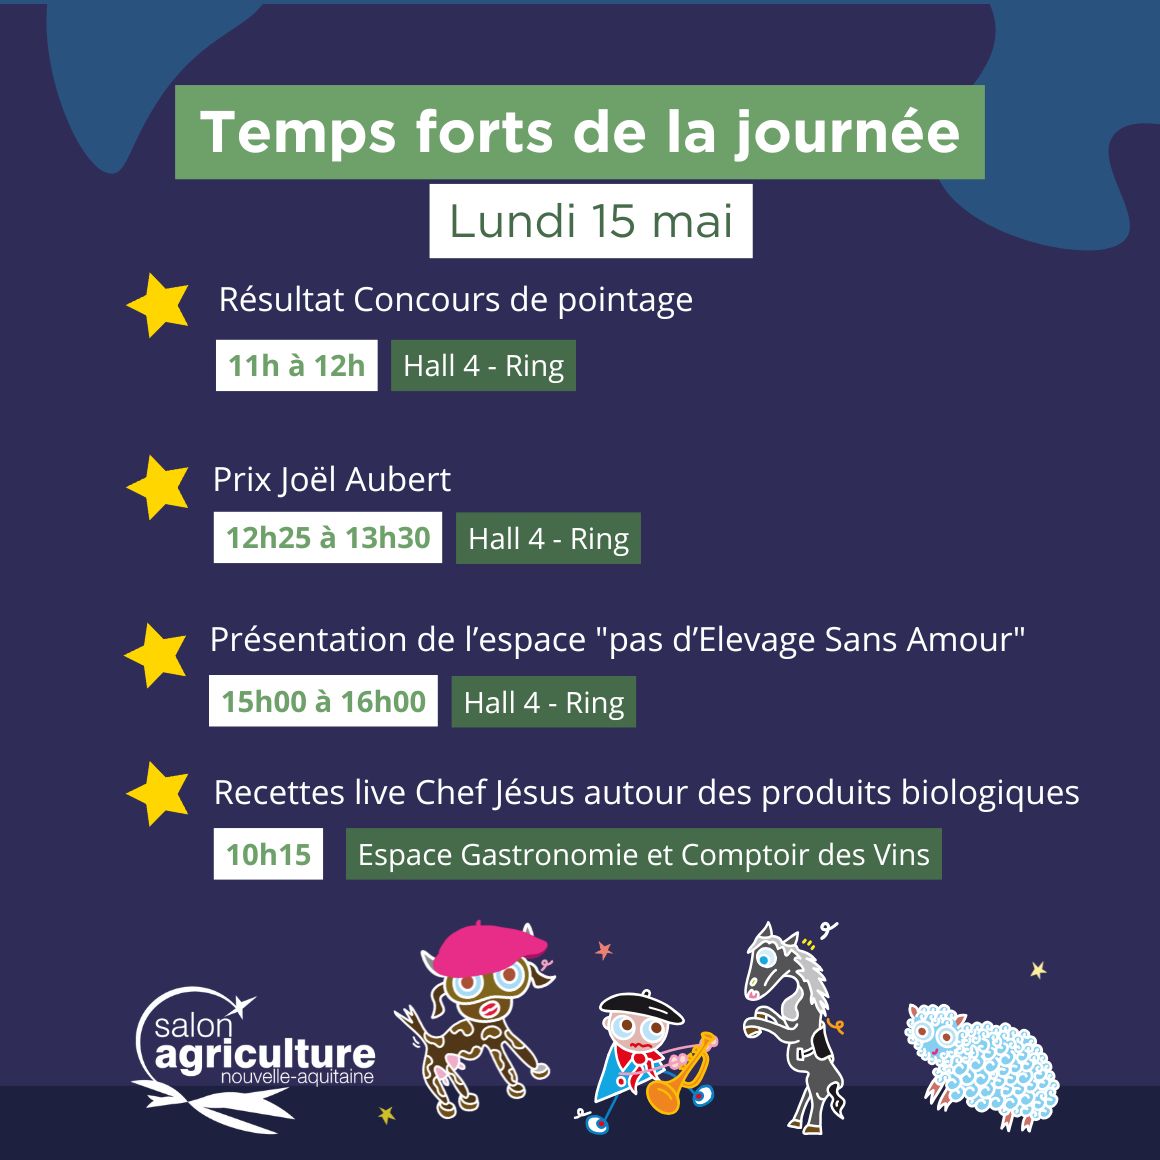 Temps forts de la journée
Lundi 15 mai
Résultat Concours de pointage
11h à 12h Hall 4 - Ring
Prix Joël Aubert
12h25 à 13h30 Hall 4 - Ring
Présentation de l’espace "pas d’Elevage Sans Amour"
15h00 à 16h00 Hall 4 - Ring
Recettes live Chef Jésus autour des produits biologiques
10h15 Espace Gastronomie et Comptoir des Vins
salon
agriculture
nouvelle-aquitaine